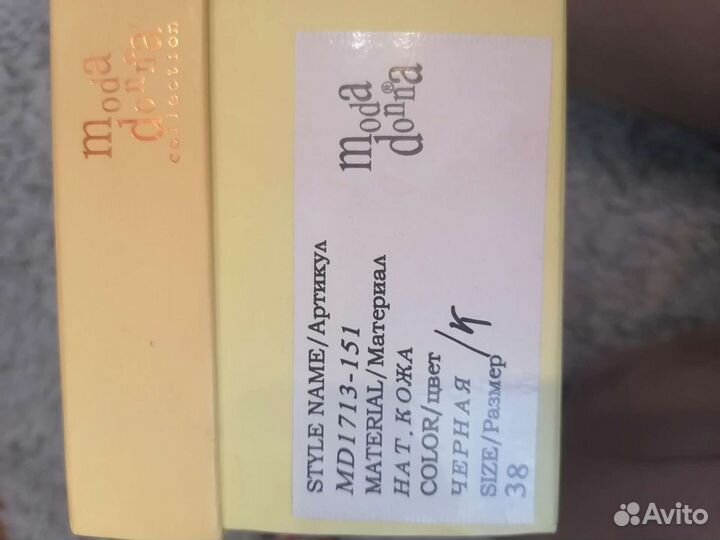 moda
donna
collection
moda
donna®
STYLE NAME/Артикул
MD1713-151
MATERIAL/Материал
НАТ.КОЖА
COLOR/цвет
ЧЕРНАЯ /К
SIZE/Размер
38
Avito